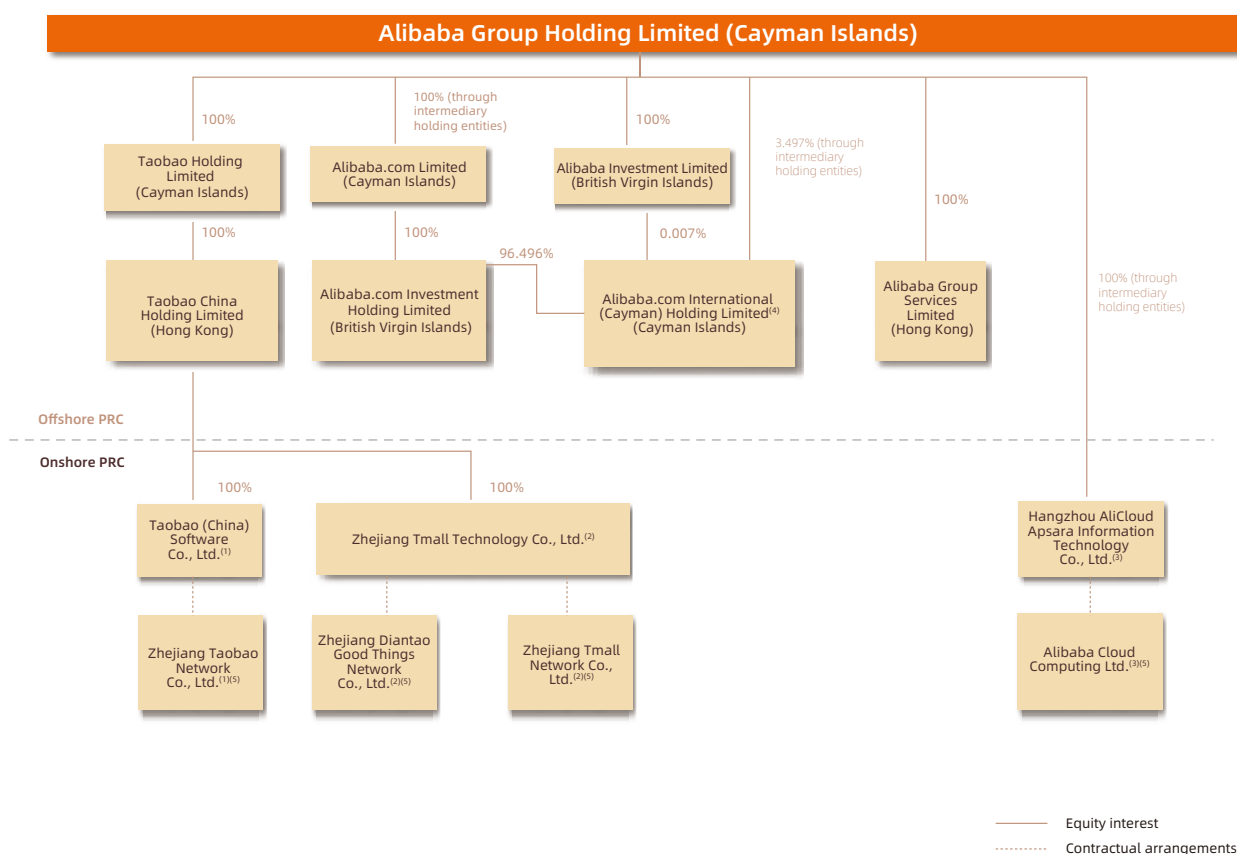 Alibaba Group Holding Limited (Cayman Islands)
100%
100% (through
intermediary
holding entities)
100%
3.497% (through
intermediary
holding entities)
100%
100% (through
intermediary
holding entities)
Taobao Holding
Limited
(Cayman Islands)
Alibaba.com Limited
(Cayman Islands)
Alibaba Investment Limited
(British Virgin Islands)
100%
100%
96.496%
0.007%
Taobao China
Holding Limited
(Hong Kong)
Alibaba.com Investment
Holding Limited
(British Virgin Islands)
Alibaba.com International
(Cayman) Holding Limited(4)
(Cayman Islands)
Alibaba Group
Services
Limited
(Hong Kong)
Offshore PRC
Onshore PRC
100%
100%
Taobao (China)
Software
Co., Ltd.(1)
Zhejiang Tmall Technology Co., Ltd.(2)
Hangzhou AliCloud
Apsara Information
Technology
Co., Ltd.(3)
Zhejiang Taobao
Network
Co., Ltd.(1)(5)
Zhejiang Diantao
Good Things
Network
Co., Ltd.(2)(5)
Zhejiang Tmall
Network Co.,
Ltd.(2)(5)
Alibaba Cloud
Computing Ltd.(3)(5)
Equity interest
Contractual arrangements